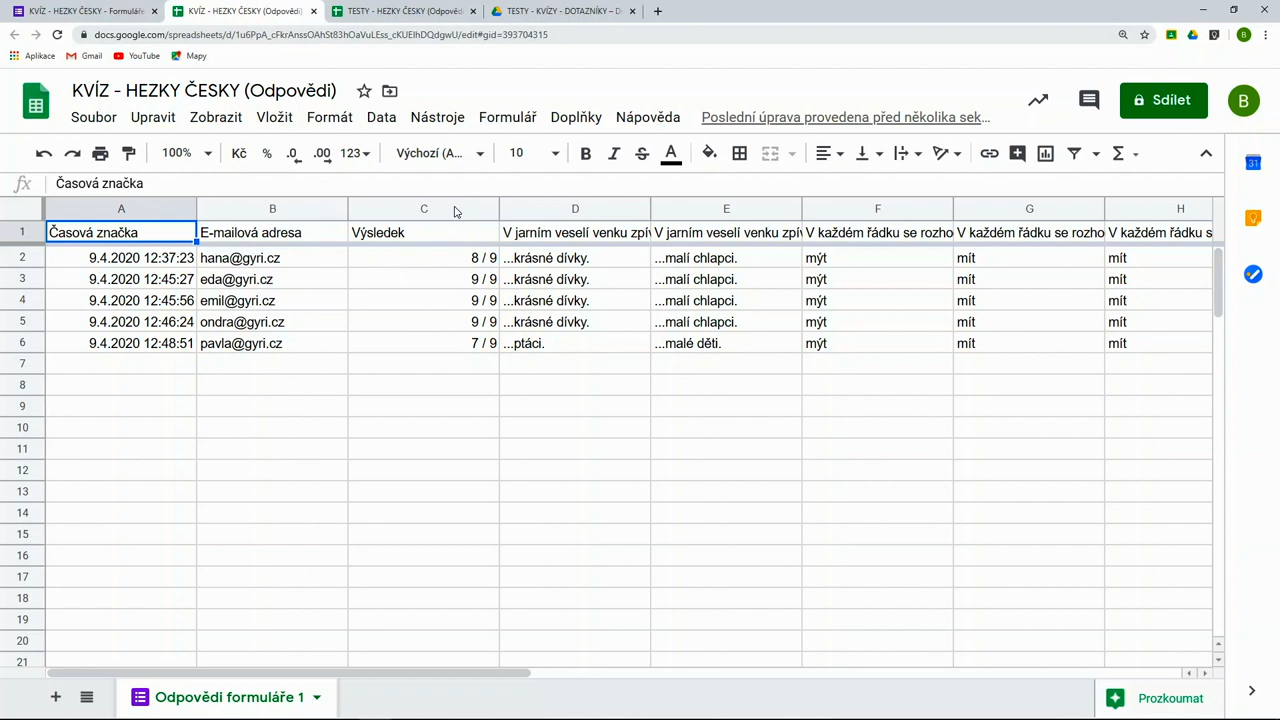 KVÍZ - HEZKY ČESKY - Formuláře
KVÍZ - HEZKY ČESKY (Odpovědi)
TESTY - HEZKY ČESKY (Odpovědi)
TESTY - KVÍZY - DOTAZNÍKY – D
docs.google.com/spreadsheets/d/1u6PpA_cFkrAnssOAhSt83hOaVuLEss_cKUEIhDQdgwU/edit#gid=393704315
Aplikace Gmail YouTube Mapy
KVÍZ - HEZKY ČESKY (Odpovědi)
Soubor Upravit Zobrazit Vložit Formát Data Nástroje Formulář Doplňky Nápověda Poslední úprava provedena před několika sek…
Sdílet
B
100% Kč % .0 .00 123 Výchozí (A... 10 B I S A Σ
fx Časová značka
31
A B C D E F G H
1 Časová značka E-mailová adresa Výsledek V jarním veselí venku zpív V jarním veselí venku zpív V každém řádku se rozho V každém řádku se rozho V každém řádku s
2 9.4.2020 12:37:23 hana@gyri.cz 8 / 9 ...krásné dívky. ...malí chlapci. mýt mít mít
3 9.4.2020 12:45:27 eda@gyri.cz 9 / 9 ...krásné dívky. ...malí chlapci. mýt mít mít
4 9.4.2020 12:45:56 emil@gyri.cz 9 / 9 ...krásné dívky. ...malí chlapci. mýt mít mít
5 9.4.2020 12:46:24 ondra@gyri.cz 9 / 9 ...krásné dívky. ...malí chlapci. mýt mít mít
6 9.4.2020 12:48:51 pavla@gyri.cz 7 / 9 ...ptáci. ...malé děti. mýt mít mít
7
8
9
10
11
12
13
14
15
16
17
18
19
20
21
Odpovědi formuláře 1
Prozkoumat